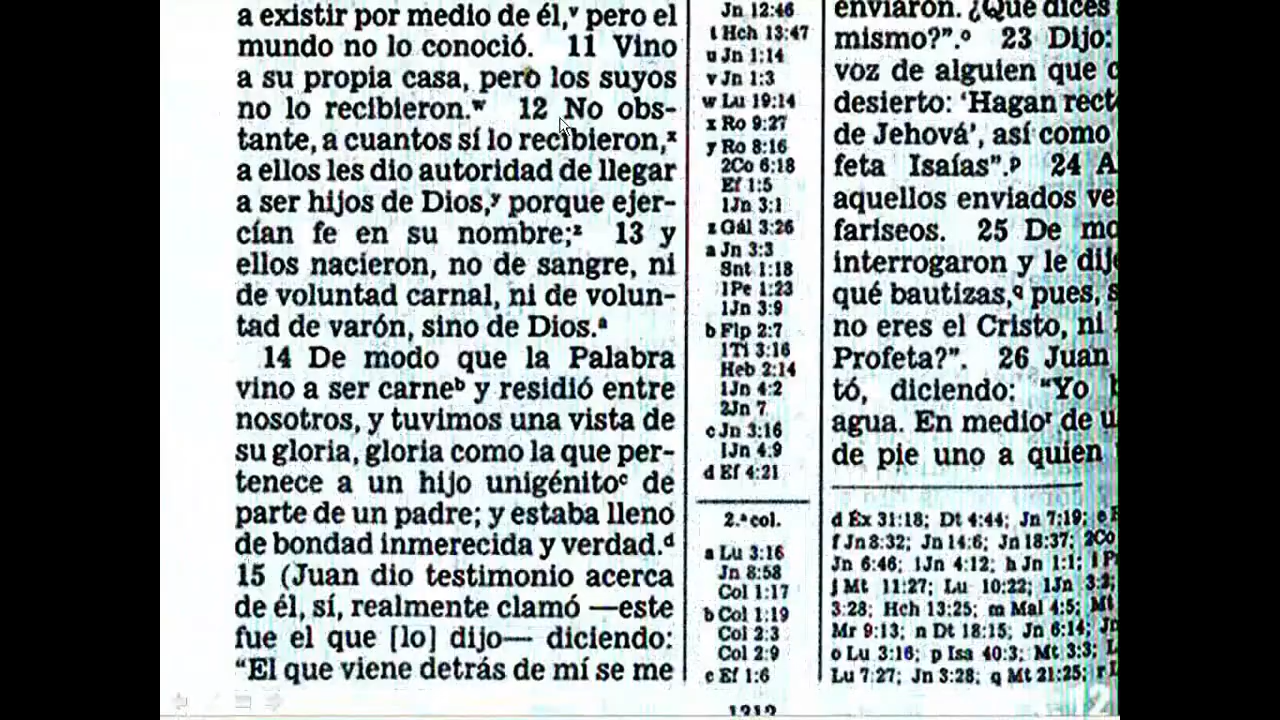 a existir por medio de él,ᵛ pero el
mundo no lo conoció. 11 Vino
a su propia casa, pero los suyos
no lo recibieron.ʷ 12 No obs-
tante, a cuantos sí lo recibieron,ˣ
a ellos les dio autoridad de llegar
a ser hijos de Dios,ʸ porque ejer-
cían fe en su nombre;ᶻ 13 y
ellos nacieron, no de sangre, ni
de voluntad carnal, ni de volun-
tad de varón, sino de Dios.ᵃ
14 De modo que la Palabra
vino a ser carneᵇ y residió entre
nosotros, y tuvimos una vista de
su gloria, gloria como la que per-
tenece a un hijo unigénitoᶜ de
parte de un padre; y estaba lleno
de bondad inmerecida y verdad.ᵈ
15 (Juan dio testimonio acerca
de él, sí, realmente clamó —este
fue el que [lo] dijo— diciendo:
“El que viene detrás de mí se me
Jn 12:46
t Hch 13:47
u Jn 1:14
v Jn 1:3
w Lu 19:14
x Ro 9:27
y Ro 8:16
2Co 6:18
Ef 1:5
1Jn 3:1
z Gál 3:26
a Jn 3:3
Snt 1:18
1Pe 1:23
1Jn 3:9
b Flp 2:7
1Ti 3:16
Heb 2:14
1Jn 4:2
2Jn 7
c Jn 3:16
1Jn 4:9
d Ef 4:21
2.ª col.
a Lu 3:16
Jn 8:58
Col 1:17
b Col 1:19
Col 2:3
Col 2:9
c Ef 1:6
enviaron. ¿Qué dices
mismo?”.ᵒ 23 Dijo:
voz de alguien que
desierto: ‘Hagan
de Jehová’, así como
feta Isaías”.ᵖ 24
aquellos enviados
fariseos. 25 De
interrogaron y le
qué bautizas,ᑫ pues,
no eres el Cristo, ni
Profeta?”. 26 Juan
tó, diciendo: “Yo
agua. En medioʳ de
de pie uno a quien
d Éx 31:18; Dt 4:44; Jn 7:19; e
f Jn 8:32; Jn 14:6; Jn 18:37; 2Co
Jn 6:46; 1Jn 4:12; h Jn 1:1; i
j Mt 11:27; Lu 10:22; 1Jn 3:2;
3:28; Hch 13:25; m Mal 4:5; Mt
Mr 9:13; n Dt 18:15; Jn 6:14;
o Lu 3:16; p Isa 40:3; Mt 3:3;
Lu 7:27; Jn 3:28; q Mt 21:25; r